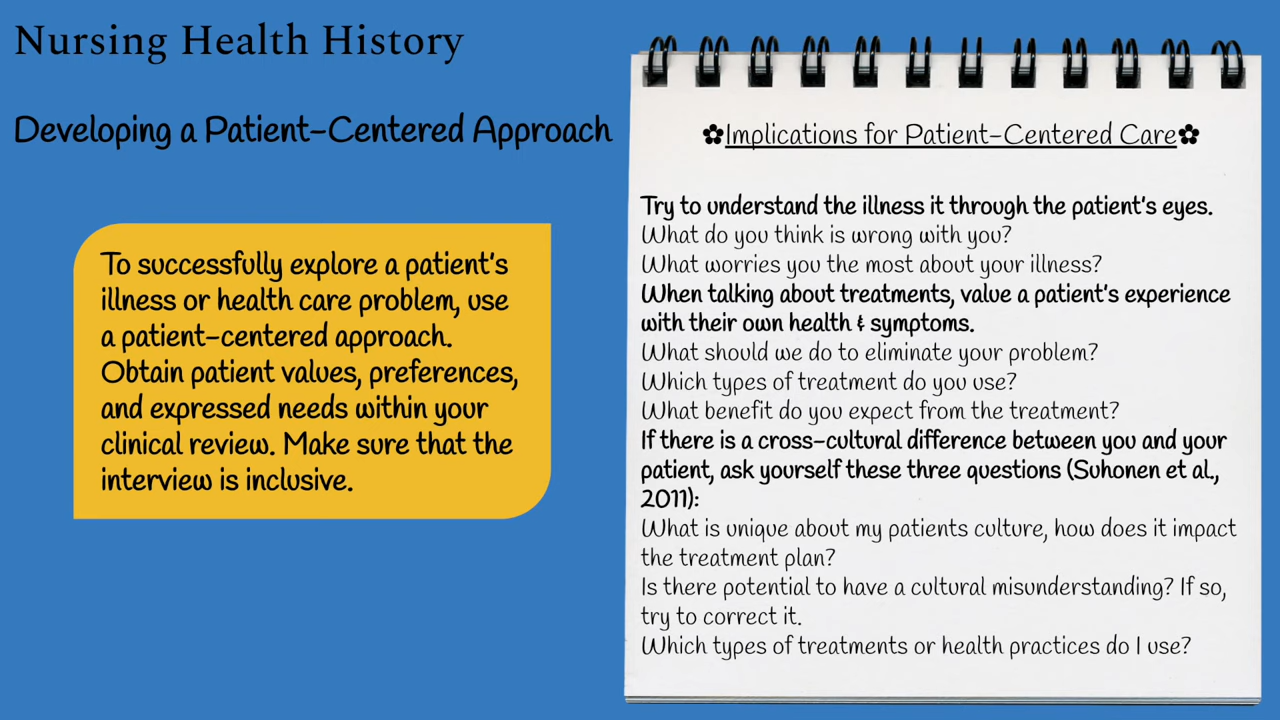 Nursing Health History
Developing a Patient-Centered Approach
To successfully explore a patient's
illness or health care problem, use
a patient-centered approach.
Obtain patient values, preferences,
and expressed needs within your
clinical review. Make sure that the
interview is inclusive.
✿Implications for Patient-Centered Care✿
Try to understand the illness it through the patient's eyes.
What do you think is wrong with you?
What worries you the most about your illness?
When talking about treatments, value a patient's experience
with their own health & symptoms.
What should we do to eliminate your problem?
Which types of treatment do you use?
What benefit do you expect from the treatment?
If there is a cross-cultural difference between you and your
patient, ask yourself these three questions (Suhonen et al.,
2011):
What is unique about my patients culture, how does it impact
the treatment plan?
Is there potential to have a cultural misunderstanding? If so,
try to correct it.
Which types of treatments or health practices do I use?